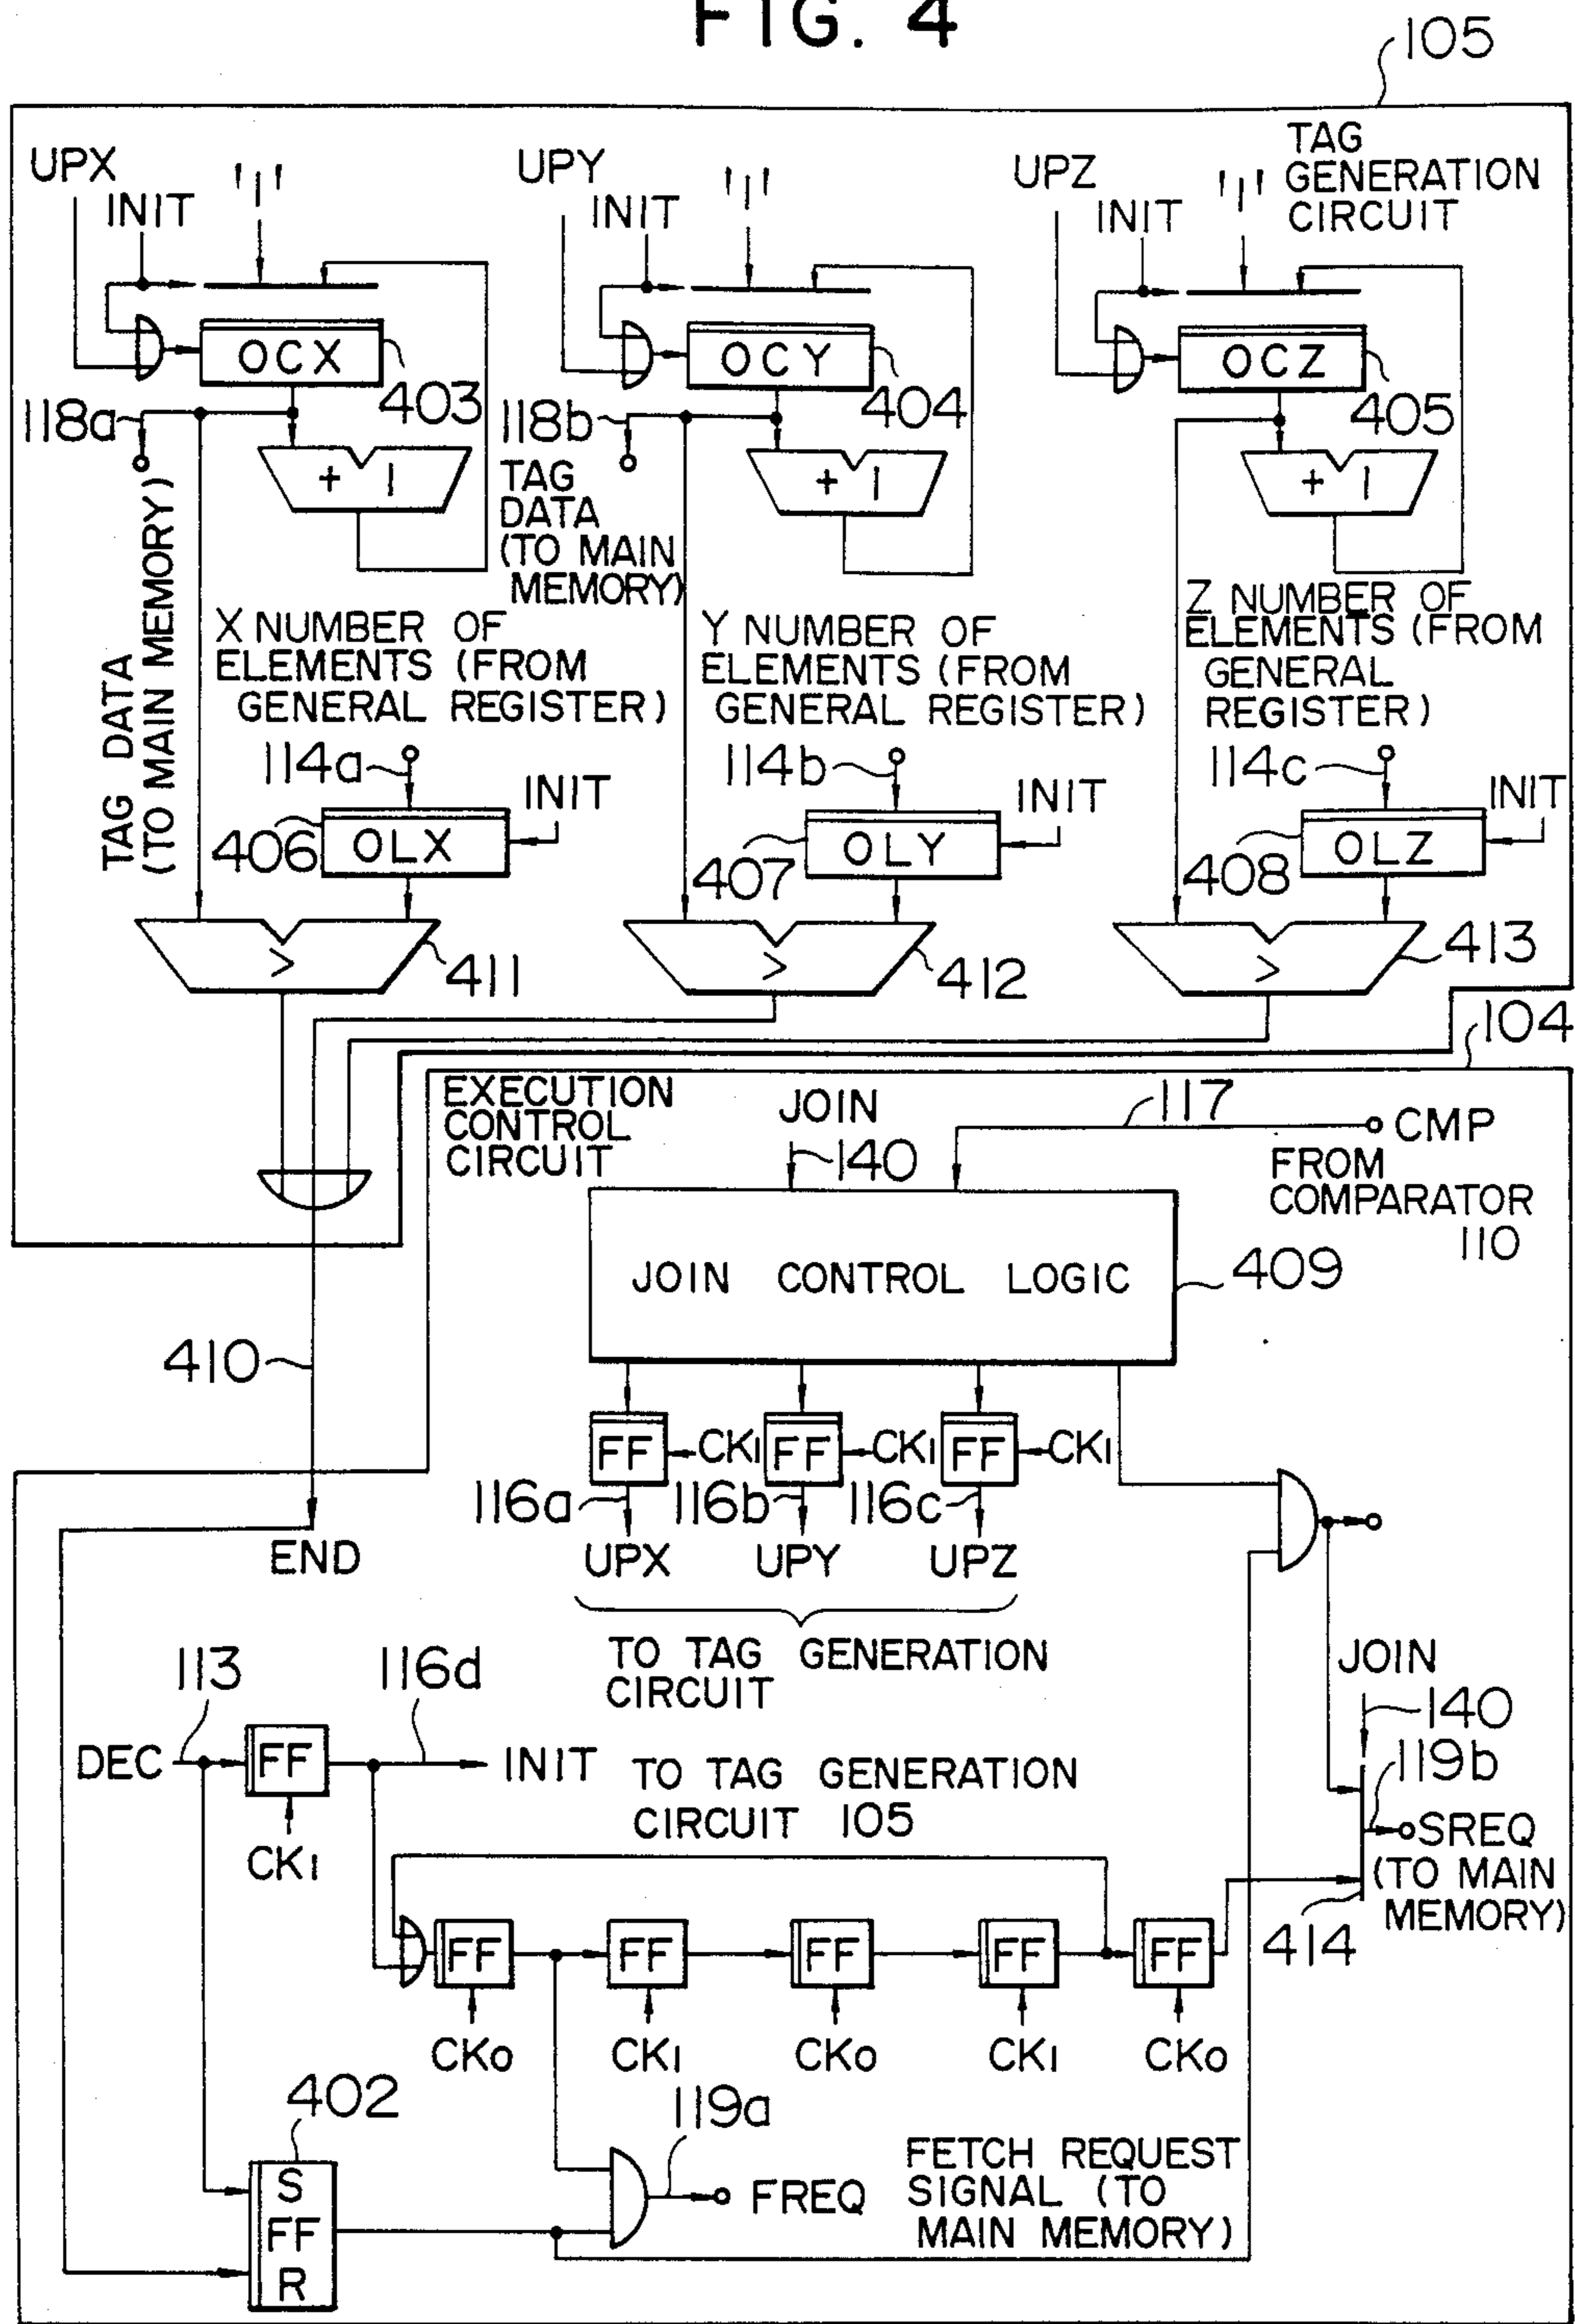 FIG. 4
105
UPX
INIT
'1'
UPY
INIT
'1'
UPZ
INIT
'1'
TAG
GENERATION
CIRCUIT
OCX
403
OCY
404
OCZ
405
118a
118b
+ 1
+ 1
+ 1
TAG DATA
(TO MAIN MEMORY)
TAG
DATA
(TO MAIN
MEMORY)
X NUMBER OF
ELEMENTS (FROM
GENERAL REGISTER)
Y NUMBER OF
ELEMENTS (FROM
GENERAL REGISTER)
Z NUMBER OF
ELEMENTS (FROM
GENERAL
REGISTER)
114a
INIT
406
OLX
114b
INIT
407
OLY
114c
INIT
408
OLZ
>
411
>
412
>
413
104
EXECUTION
CONTROL
CIRCUIT
JOIN
140
117
CMP
FROM
COMPARATOR
110
JOIN CONTROL LOGIC
409
410
FF
CK1
FF
CK1
FF
CK1
116a
116b
116c
END
UPX
UPY
UPZ
TO TAG GENERATION
CIRCUIT
113
116d
DEC
FF
CK1
INIT
TO TAG GENERATION
CIRCUIT 105
JOIN
140
119b
SREQ
(TO MAIN
MEMORY)
414
FF
FF
FF
FF
FF
CK0
CK1
CK0
CK1
CK0
402
S
FF
R
119a
FREQ
FETCH REQUEST
SIGNAL (TO
MAIN MEMORY)